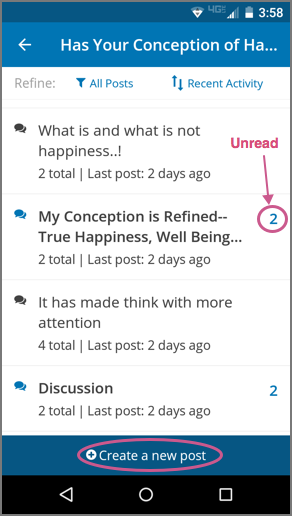 4G 3:58
Has Your Conception of Ha...
Refine: All Posts Recent Activity
What is and what is not
happiness..!
2 total | Last post: 2 days ago
Unread
My Conception is Refined--
True Happiness, Well Being...
2
2 total | Last post: 2 days ago
It has made think with more
attention
4 total | Last post: 2 days ago
Discussion 2
2 total | Last post: 2 days ago
Create a new post